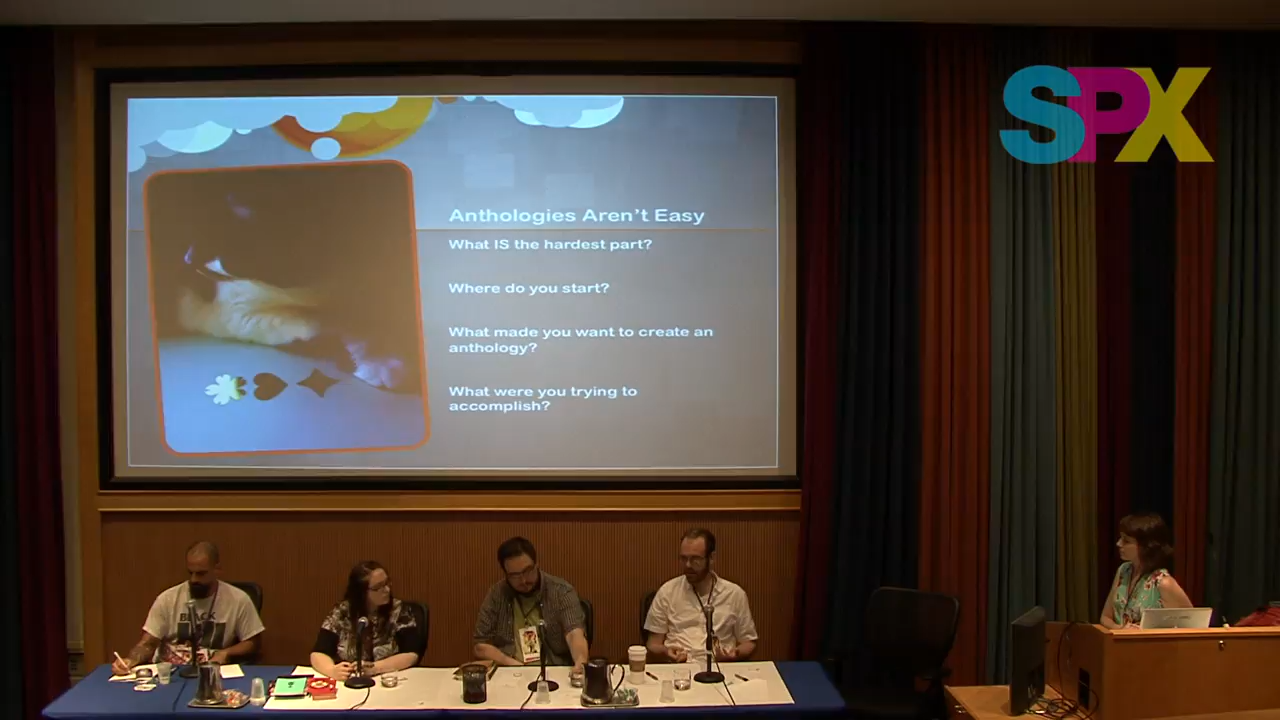 SPX
Anthologies Aren't Easy
What IS the hardest part?
Where do you start?
What made you want to create an
anthology?
What were you trying to
accomplish?
BLACK